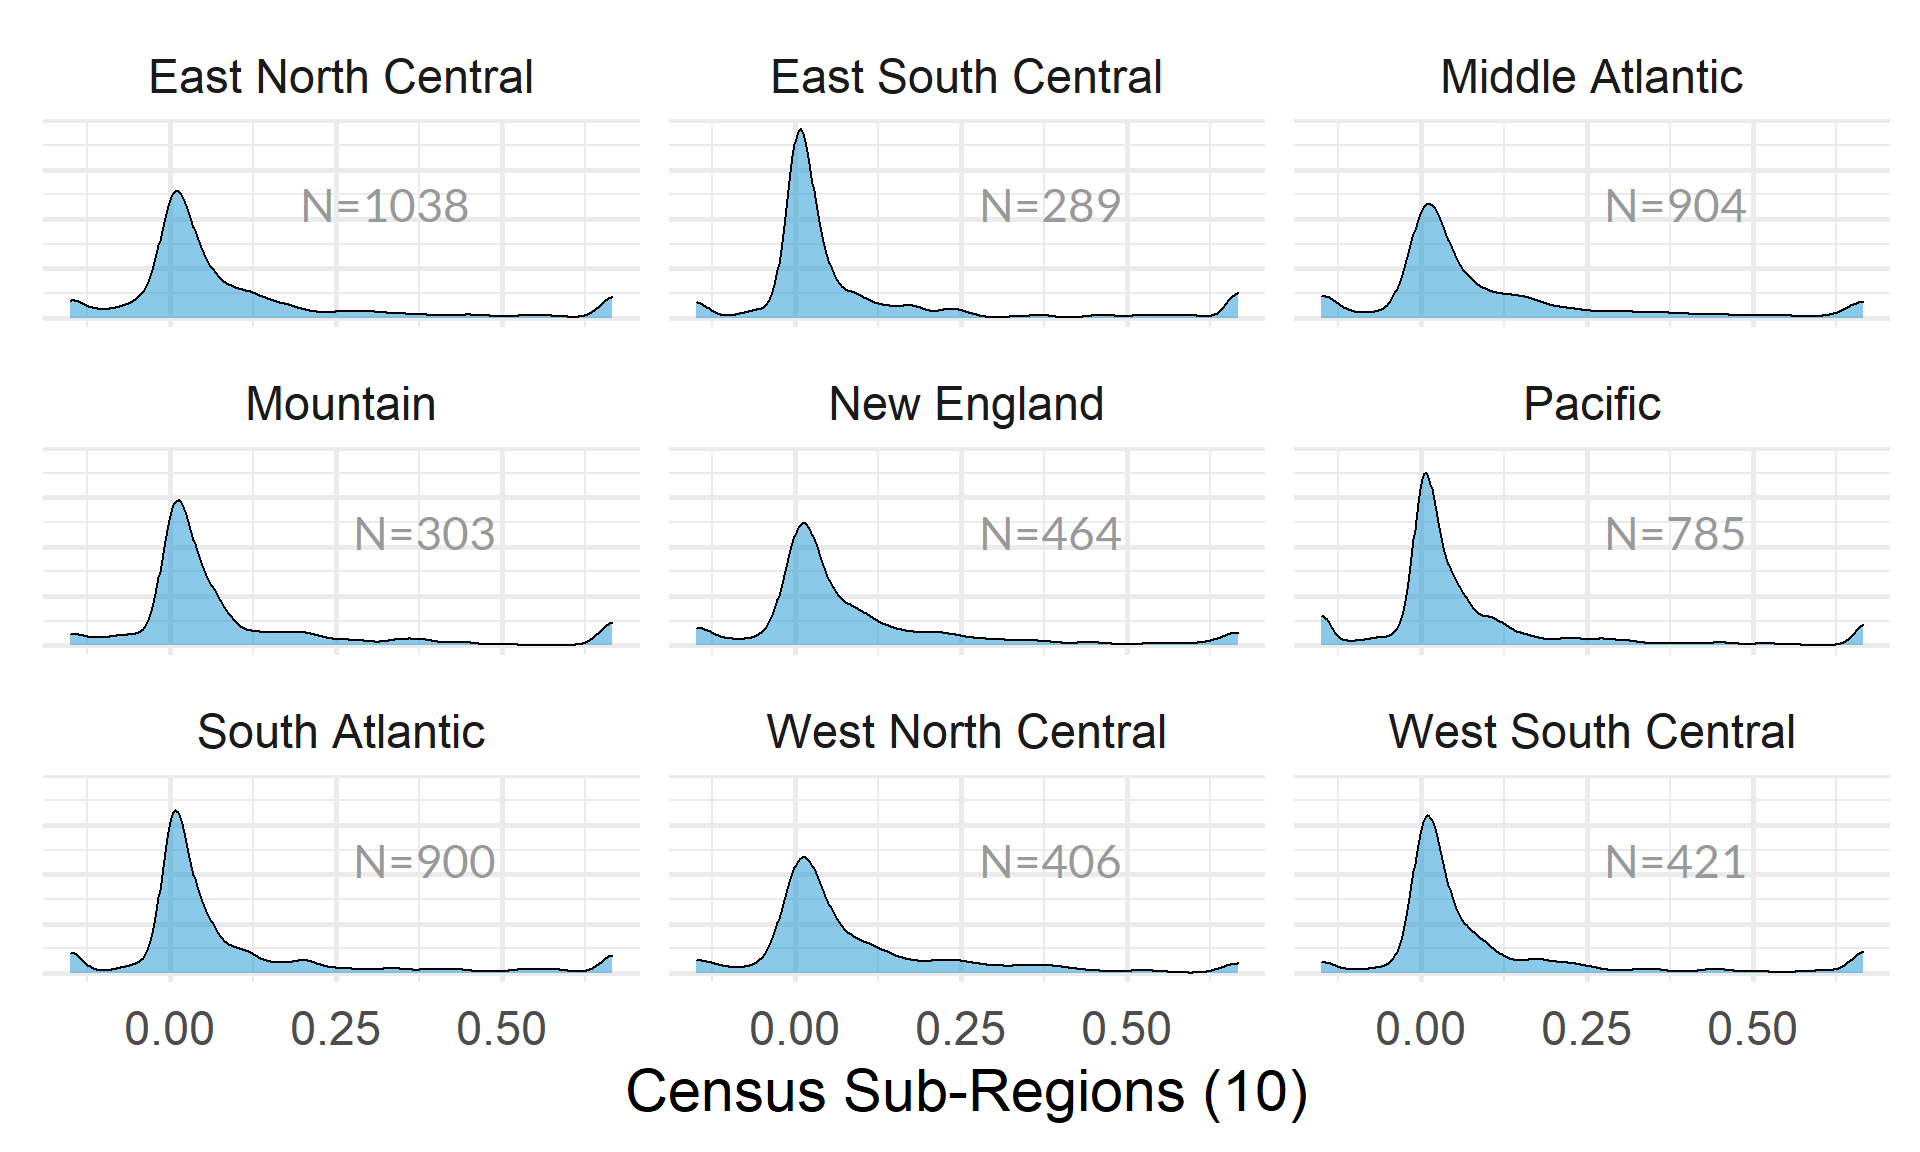 East North Central
East South Central
Middle Atlantic
N=1038
N=289
N=904
Mountain
New England
Pacific
N=303
N=464
N=785
South Atlantic
West North Central
West South Central
N=900
N=406
N=421
0.00 0.25 0.50
0.00 0.25 0.50
0.00 0.25 0.50
Census Sub-Regions (10)